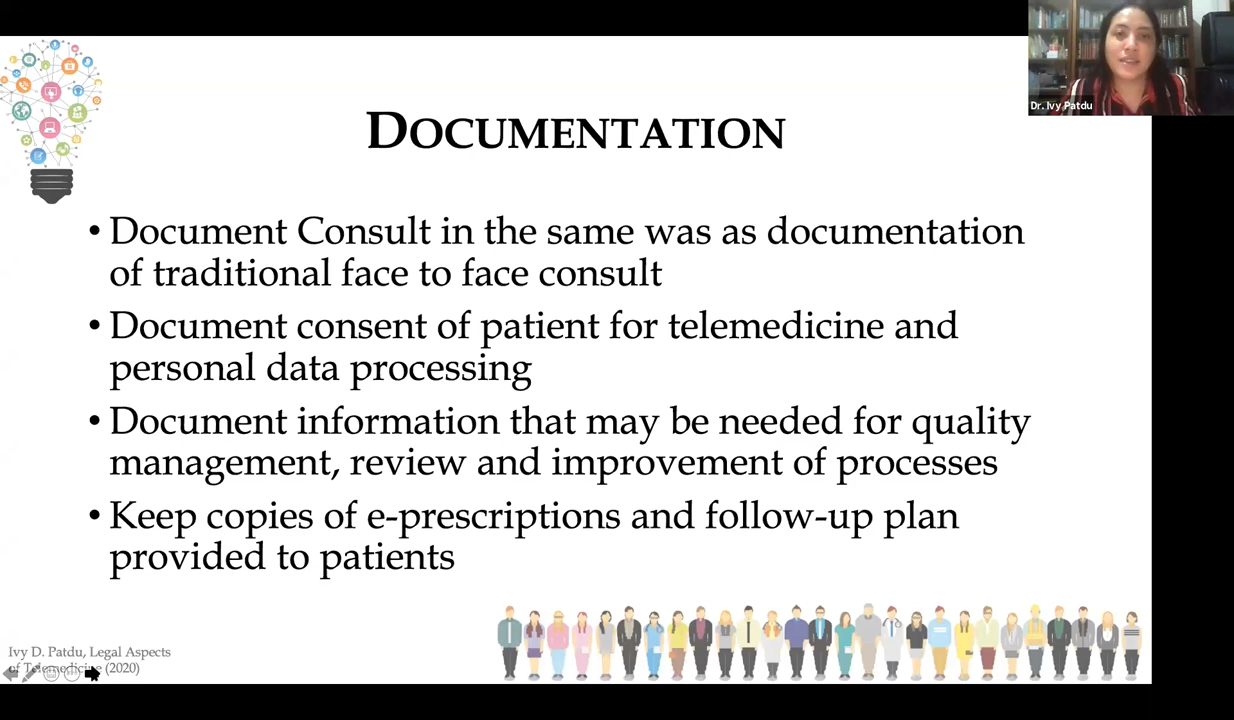 Dr. Ivy Patdu
DOCUMENTATION
• Document Consult in the same was as documentation
of traditional face to face consult
• Document consent of patient for telemedicine and
personal data processing
• Document information that may be needed for quality
management, review and improvement of processes
• Keep copies of e-prescriptions and follow-up plan
provided to patients
Ivy D. Patdu, Legal Aspects
of Telemedicine (2020)